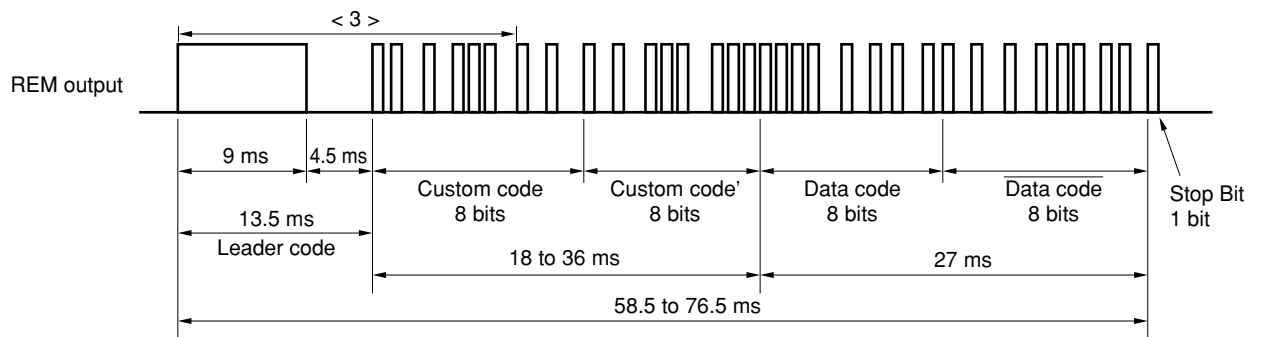 < 3 >
REM output
9 ms
4.5 ms
Custom code
8 bits
Custom code’
8 bits
Data code
8 bits
Data code
8 bits
Stop Bit
1 bit
13.5 ms
Leader code
18 to 36 ms
27 ms
58.5 to 76.5 ms